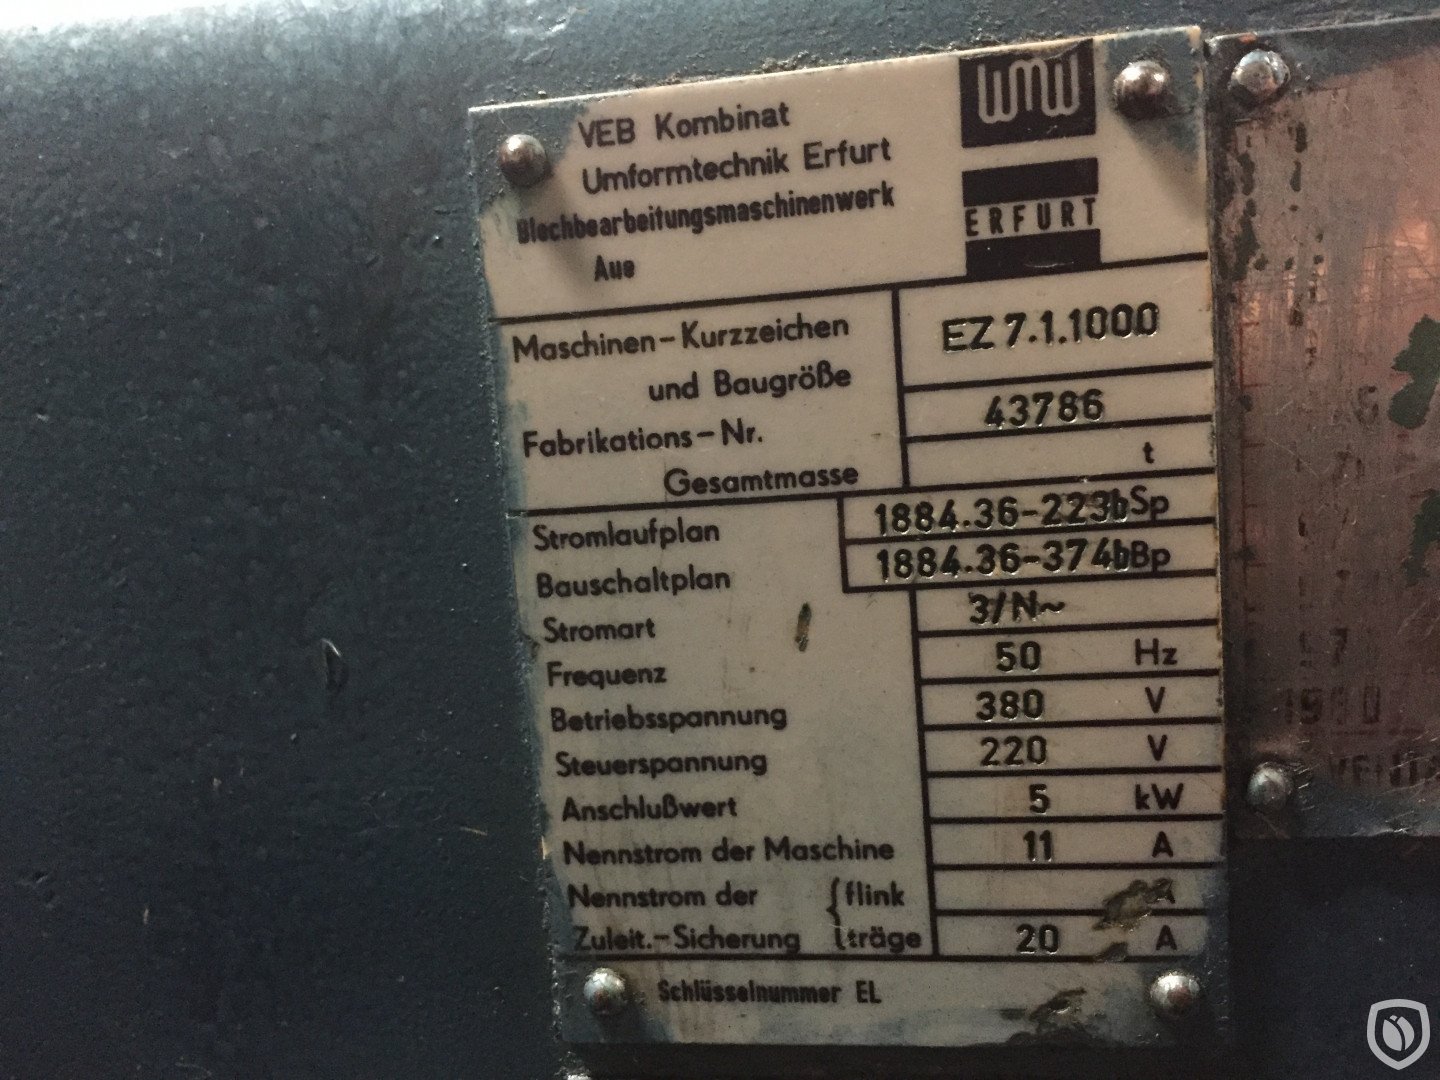 VEB Kombinat
Umformtechnik Erfurt
Blechbearbeitungsmaschinenwerk
Aue
WMW
ERFURT
Maschinen-Kurzzeichen
und Baugröße
EZ 7.1.1000
Fabrikations-Nr.
43786
Gesamtmasse
t
Stromlaufplan 1884.36-223bSp
Bauschaltplan 1884.36-374bBp
Stromart 3/N~
Frequenz 50 Hz
Betriebsspannung 380 V
Steuerspannung 220 V
Anschlußwert 5 kW
Nennstrom der Maschine 11 A
Nennstrom der { flink A
Zuleit.-Sicherung { träge 20 A
Schlüsselnummer EL